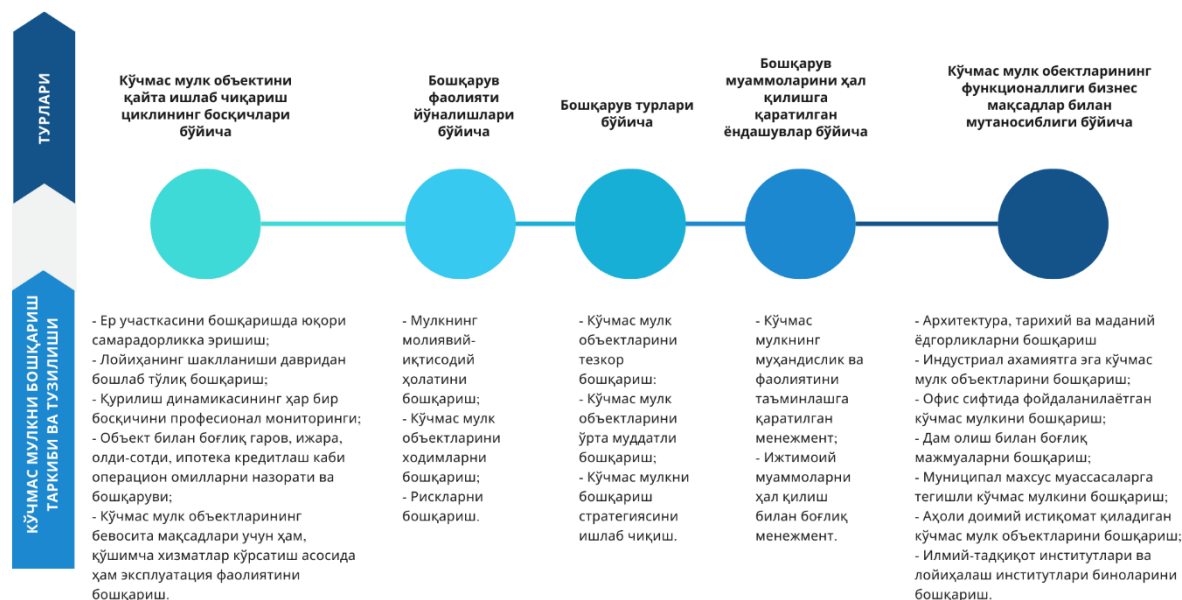 ТУРЛАРИ
Кўчмас мулк объектини
қайта ишлаб чиқариш
циклининг босқичлари
бўйича
Бошқарув
фаолияти
йўналишлари
бўйича
Бошқарув турлари
бўйича
Бошқарув
муаммоларини ҳал
қилишга
қаратилган
ёндашувлар бўйича
Кўчмас мулк обектларининг
функционаллиги бизнес
мақсадлар билан
мутаносиблиги бўйича
КЎЧМАС МУЛКНИ БОШҚАРИШ
ТАРКИБИ ВА ТУЗИЛИШИ
- Ер участкасини бошқаришда юқори
самарадорликка эришиш;
- Лойиҳанинг шаклланиши давридан
бошлаб тўлиқ бошқариш;
- Қурилиш динамикасининг ҳар бир
босқичини професионал мониторинги;
- Объект билан боғлиқ гаров, ижара,
олди-сотди, ипотека кредитлаш каби
операцион омилларни назорати ва
бошқаруви;
- Кўчмас мулк объектларининг
бевосита мақсадлари учун ҳам,
қўшимча хизматлар кўрсатиш асосида
ҳам эксплуатация фаолиятини
бошқариш.
- Мулкнинг
молиявий-
иқтисодий
ҳолатини
бошқариш;
- Кўчмас мулк
объектларини
ходимларни
бошқариш;
- Рискларни
бошқариш.
- Кўчмас мулк
объектларини
тезкор
бошқариш:
- Кўчмас мулк
объектларини
ўрта муддатли
бошқариш;
- Кўчмас мулкни
бошқариш
стратегиясини
ишлаб чиқиш.
- Кўчмас
мулкнинг
муҳандислик ва
фаолиятини
таъминлашга
қаратилган
менежмент;
- Ижтимоий
муаммоларни
ҳал қилиш
билан боғлиқ
менежмент.
- Архитектура, тарихий ва маданий
ёдгорликларни бошқариш
- Индустриал ахамиятга эга кўчмас
мулк объектларини бошқариш;
- Офис сифтида фойдаланилаётган
кўчмас мулкини бошқариш;
- Дам олиш билан боғлиқ
мажмуаларни бошқариш;
- Муниципал махсус муассасаларга
тегишли кўчмас мулкини бошқариш;
- Аҳоли доимий истиқомат қиладиган
кўчмас мулк объектларини бошқариш;
- Илмий-тадқиқот институтлари ва
лойиҳалаш институтлари биноларини
бошқариш.